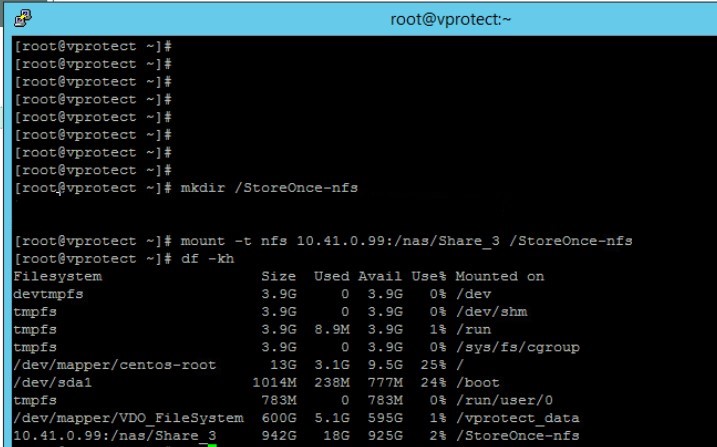 root@vprotect:~
[root@vprotect ~]#
[root@vprotect ~]#
[root@vprotect ~]#
[root@vprotect ~]#
[root@vprotect ~]#
[root@vprotect ~]#
[root@vprotect ~]#
[root@vprotect ~]#
[root@vprotect ~]# mkdir /StoreOnce-nfs
[root@vprotect ~]# mount -t nfs 10.41.0.99:/nas/Share_3 /StoreOnce-nfs
[root@vprotect ~]# df -kh
Filesystem Size Used Avail Use% Mounted on
devtmpfs 3.9G 0 3.9G 0% /dev
tmpfs 3.9G 0 3.9G 0% /dev/shm
tmpfs 3.9G 8.9M 3.9G 1% /run
tmpfs 3.9G 0 3.9G 0% /sys/fs/cgroup
/dev/mapper/centos-root 13G 3.1G 9.5G 25% /
/dev/sda1 1014M 238M 777M 24% /boot
tmpfs 783M 0 783M 0% /run/user/0
/dev/mapper/VDO_FileSystem 600G 5.1G 595G 1% /vprotect_data
10.41.0.99:/nas/Share_3 942G 18G 925G 2% /StoreOnce-nfs